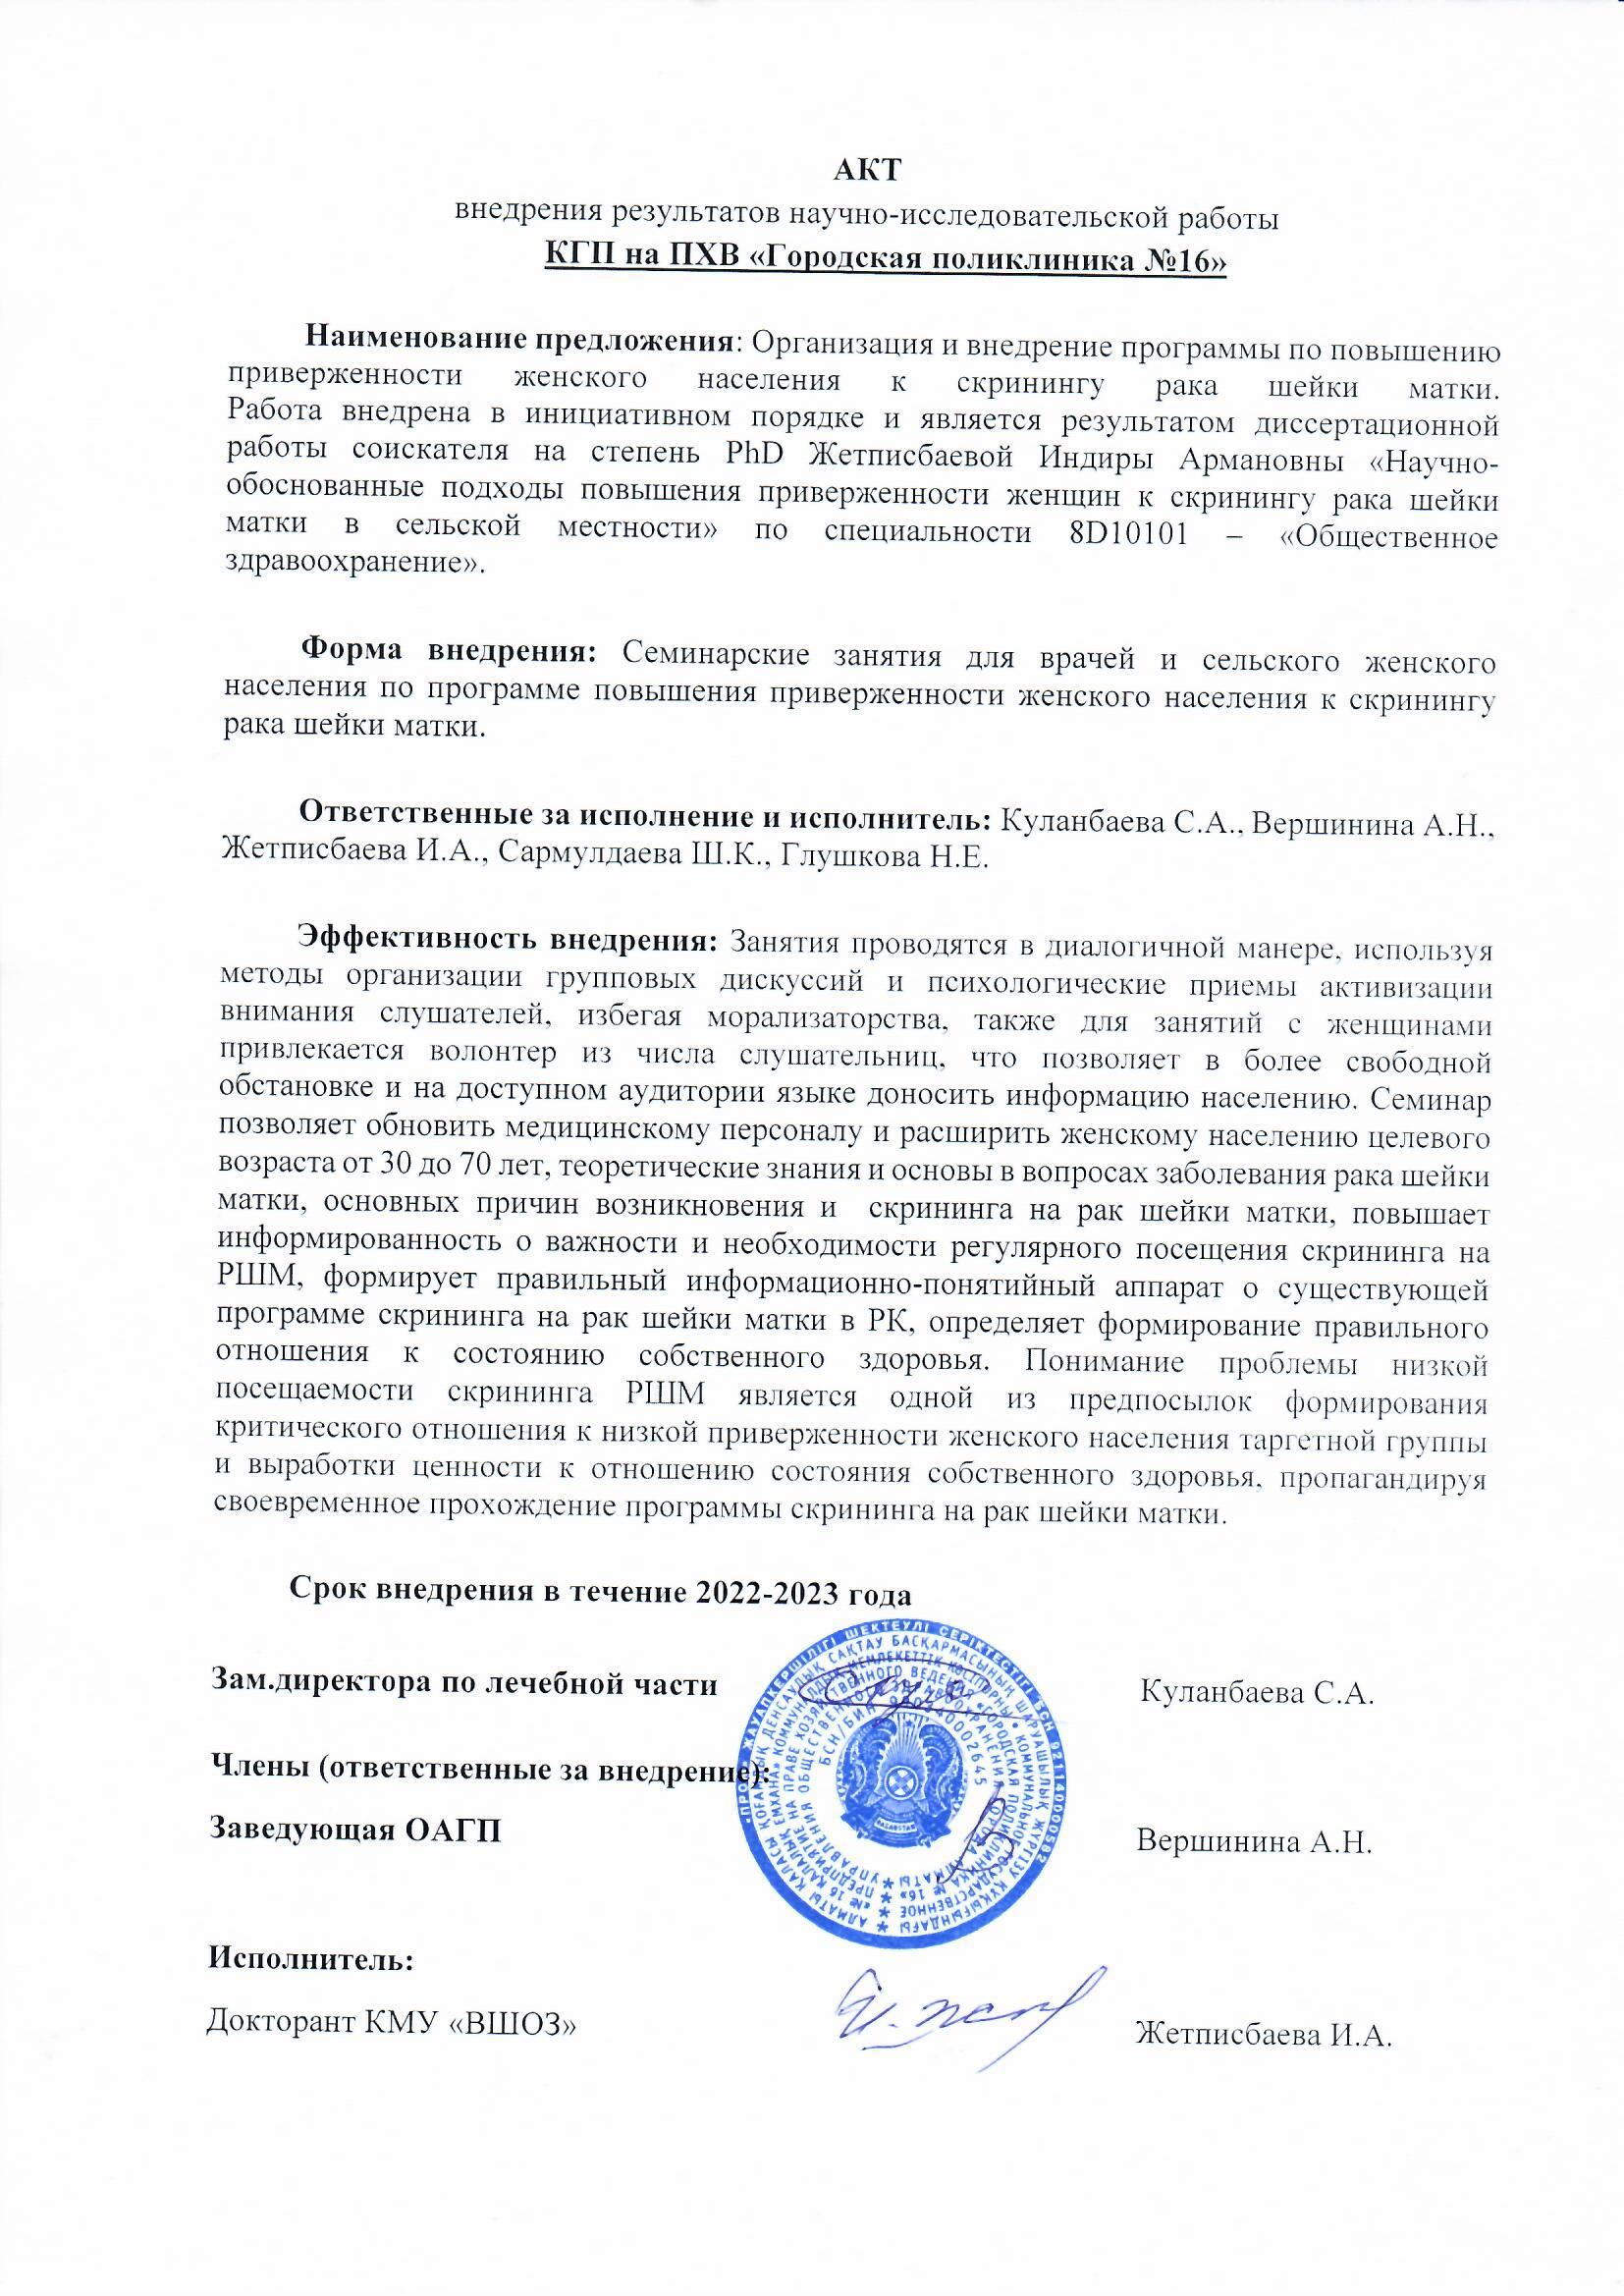 АКТ
внедрения результатов научно-исследовательской работы
КГП на ПХВ «Городская поликлиника №16»
Наименование предложения: Организация и внедрение программы по повышению
приверженности женского населения к скринингу рака шейки матки.
Работа внедрена в инициативном порядке и является результатом диссертационной
работы соискателя на степень PhD Жетписбаевой Индиры Армановны «Научно-
обоснованные подходы повышения приверженности женщин к скринингу рака шейки
матки в сельской местности» по специальности 8D10101 – «Общественное
здравоохранение».
Форма внедрения: Семинарские занятия для врачей и сельского женского
населения по программе повышения приверженности женского населения к скринингу
рака шейки матки.
Ответственные за исполнение и исполнитель: Куланбаева С.А., Вершинина А.Н.,
Жетписбаева И.А., Сармулдаева Ш.К., Глушкова Н.Е.
Эффективность внедрения: Занятия проводятся в диалогичной манере, используя
методы организации групповых дискуссий и психологические приемы активизации
внимания слушателей, избегая морализаторства, также для занятий с женщинами
привлекается волонтер из числа слушательниц, что позволяет в более свободной
обстановке и на доступном аудитории языке доносить информацию населению. Семинар
позволяет обновить медицинскому персоналу и расширить женскому населению целевого
возраста от 30 до 70 лет, теоретические знания и основы в вопросах заболевания рака шейки
матки, основных причин возникновения и скрининга на рак шейки матки, повышает
информированность о важности и необходимости регулярного посещения скрининга на
РШМ, формирует правильный информационно-понятийный аппарат о существующей
программе скрининга на рак шейки матки в РК, определяет формирование правильного
отношения к состоянию собственного здоровья. Понимание проблемы низкой
посещаемости скрининга РШМ является одной из предпосылок формирования
критического отношения к низкой приверженности женского населения таргетной группы
и выработки ценности к отношению состояния собственного здоровья, пропагандируя
своевременное прохождение программы скрининга на рак шейки матки.
Срок внедрения в течение 2022-2023 года
Зам.директора по лечебной части Куланбаева С.А.
Члены (ответственные за внедрение):
Заведующая ОАГП Вершинина А.Н.
Исполнитель:
Докторант КМУ «ВШОЗ» Жетписбаева И.А.